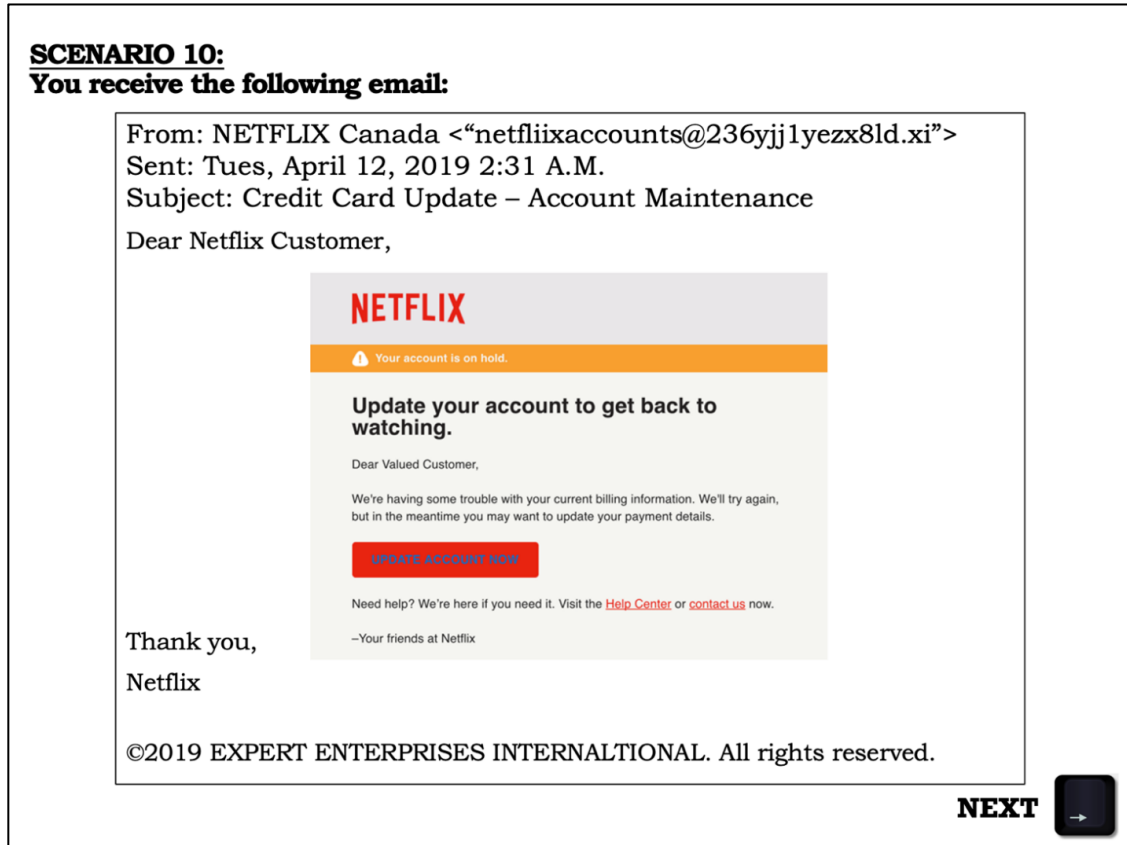 SCENARIO 10:
You receive the following email:
From: NETFLIX Canada <“netfliixaccounts@236yjj1yezx8ld.xi”>
Sent: Tues, April 12, 2019 2:31 A.M.
Subject: Credit Card Update – Account Maintenance
Dear Netflix Customer,
NETFLIX
Your account is on hold.
Update your account to get back to
watching.
Dear Valued Customer,
We're having some trouble with your current billing information. We'll try again,
but in the meantime you may want to update your payment details.
UPDATE ACCOUNT NOW
Need help? We're here if you need it. Visit the Help Center or contact us now.
–Your friends at Netflix
Thank you,
Netflix
©2019 EXPERT ENTERPRISES INTERNALTIONAL. All rights reserved.
NEXT